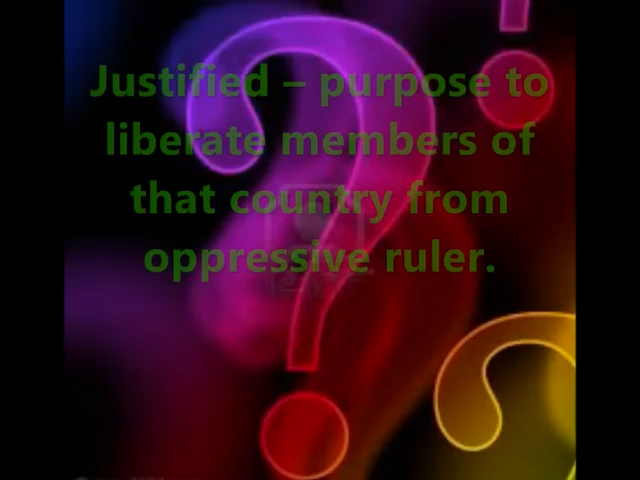 Justified – purpose to
liberate members of
that country from
oppressive ruler.